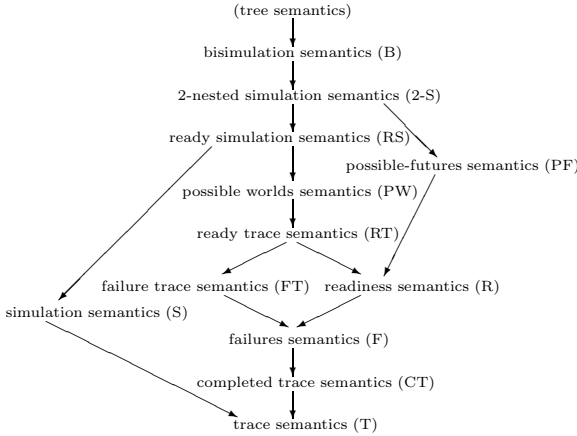 (tree semantics)
bisimulation semantics (B)
2-nested simulation semantics (2-S)
ready simulation semantics (RS)
possible-futures semantics (PF)
possible worlds semantics (PW)
ready trace semantics (RT)
failure trace semantics (FT)
readiness semantics (R)
simulation semantics (S)
failures semantics (F)
completed trace semantics (CT)
trace semantics (T)